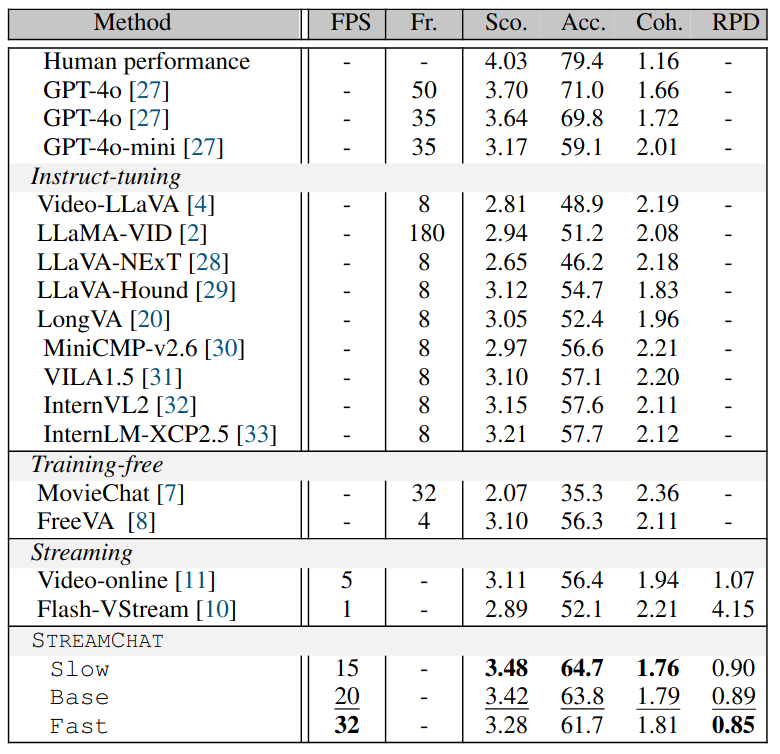 Method FPS Fr. Sco. Acc. Coh. RPD
Human performance - - 4.03 79.4 1.16 -
GPT-4o [27] - 50 3.70 71.0 1.66 -
GPT-4o [27] - 35 3.64 69.8 1.72 -
GPT-4o-mini [27] - 35 3.17 59.1 2.01 -
Instruct-tuning
Video-LLaVA [4] - 8 2.81 48.9 2.19 -
LLaMA-VID [2] - 180 2.94 51.2 2.08 -
LLaVA-NExT [28] - 8 2.65 46.2 2.18 -
LLaVA-Hound [29] - 8 3.12 54.7 1.83 -
LongVA [20] - 8 3.05 52.4 1.96 -
MiniCMP-v2.6 [30] - 8 2.97 56.6 2.21 -
VILA1.5 [31] - 8 3.10 57.1 2.20 -
InternVL2 [32] - 8 3.15 57.6 2.11 -
InternLM-XCP2.5 [33] - 8 3.21 57.7 2.12 -
Training-free
MovieChat [7] - 32 2.07 35.3 2.36 -
FreeVA [8] - 4 3.10 56.3 2.11 -
Streaming
Video-online [11] 5 - 3.11 56.4 1.94 1.07
Flash-VStream [10] 1 - 2.89 52.1 2.21 4.15
STREAMCHAT
Slow 15 - 3.48 64.7 1.76 0.90
Base 20 - 3.42 63.8 1.79 0.89
Fast 32 - 3.28 61.7 1.81 0.85